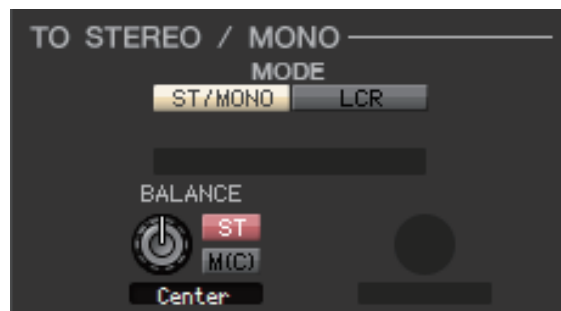 TO STEREO / MONO
MODE
ST/MONO LCR
BALANCE
ST
M(C)
Center